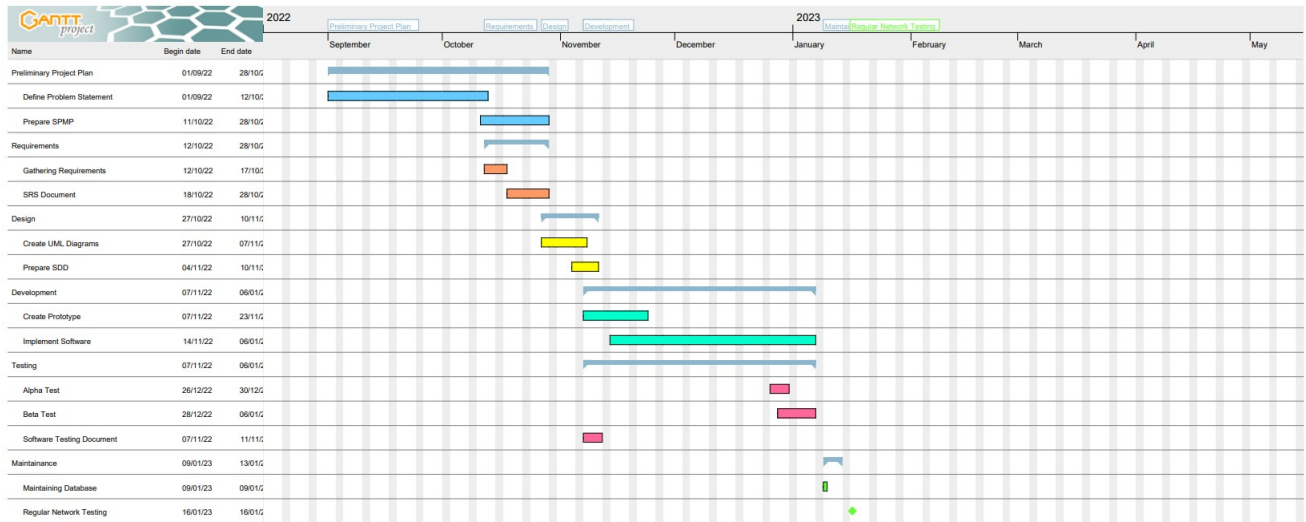 GANTT project
2022 2023
Preliminary Project Plan Requirements Design Development Mainta Regular Network Testing
September October November December January February March April May
Name Begin date End date
Preliminary Project Plan 01/09/22 28/10/2
Define Problem Statement 01/09/22 12/10/2
Prepare SPMP 11/10/22 28/10/2
Requirements 12/10/22 28/10/2
Gathering Requirements 12/10/22 17/10/2
SRS Document 18/10/22 28/10/2
Design 27/10/22 10/11/2
Create UML Diagrams 27/10/22 07/11/2
Prepare SDD 04/11/22 10/11/2
Development 07/11/22 06/01/2
Create Prototype 07/11/22 23/11/2
Implement Software 14/11/22 06/01/2
Testing 07/11/22 06/01/2
Alpha Test 26/12/22 30/12/2
Beta Test 28/12/22 06/01/2
Software Testing Document 07/11/22 11/11/2
Maintainance 09/01/23 13/01/2
Maintaining Database 09/01/23 09/01/2
Regular Network Testing 16/01/23 16/01/2